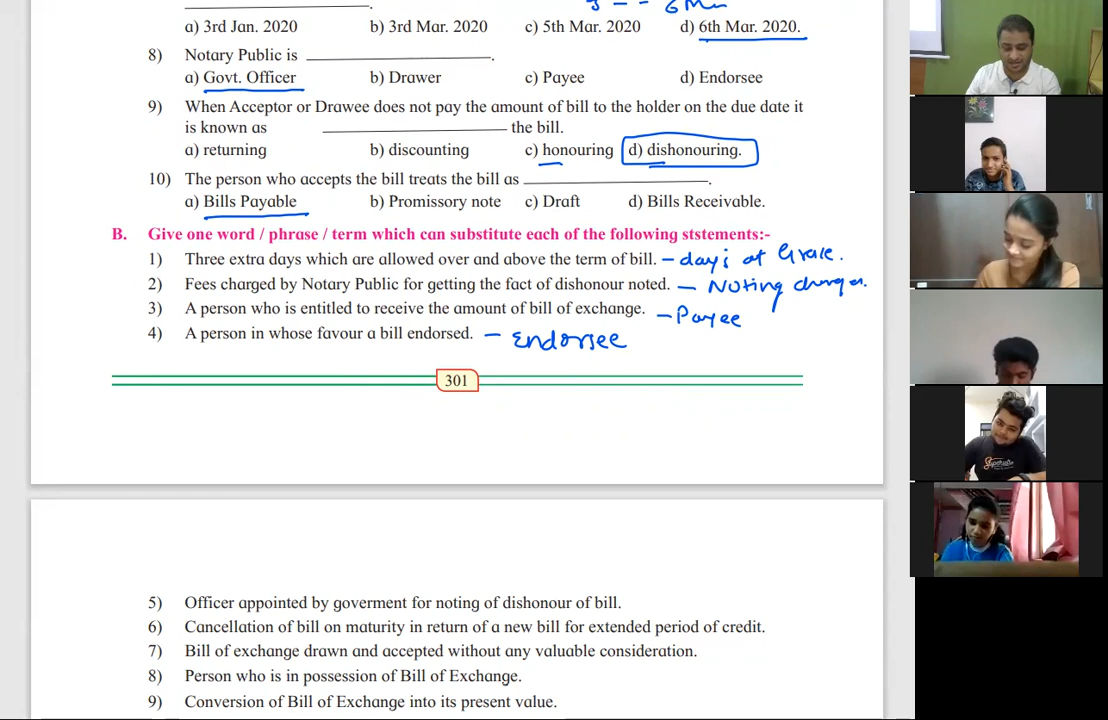 a) 3rd Jan. 2020 b) 3rd Mar. 2020 c) 5th Mar. 2020 d) 6th Mar. 2020.
8) Notary Public is ____________________.
a) Govt. Officer b) Drawer c) Payee d) Endorsee
9) When Acceptor or Drawee does not pay the amount of bill to the holder on the due date it
is known as ____________________ the bill.
a) returning b) discounting c) honouring d) dishonouring.
10) The person who accepts the bill treats the bill as ____________________.
a) Bills Payable b) Promissory note c) Draft d) Bills Receivable.
B. Give one word / phrase / term which can substitute each of the following ststements:-
1) Three extra days which are allowed over and above the term of bill. - days of Grace.
2) Fees charged by Notary Public for getting the fact of dishonour noted. - Noting charges.
3) A person who is entitled to receive the amount of bill of exchange. - Payee
4) A person in whose favour a bill endorsed. - Endorsee
301
5) Officer appointed by goverment for noting of dishonour of bill.
6) Cancellation of bill on maturity in return of a new bill for extended period of credit.
7) Bill of exchange drawn and accepted without any valuable consideration.
8) Person who is in possession of Bill of Exchange.
9) Conversion of Bill of Exchange into its present value.